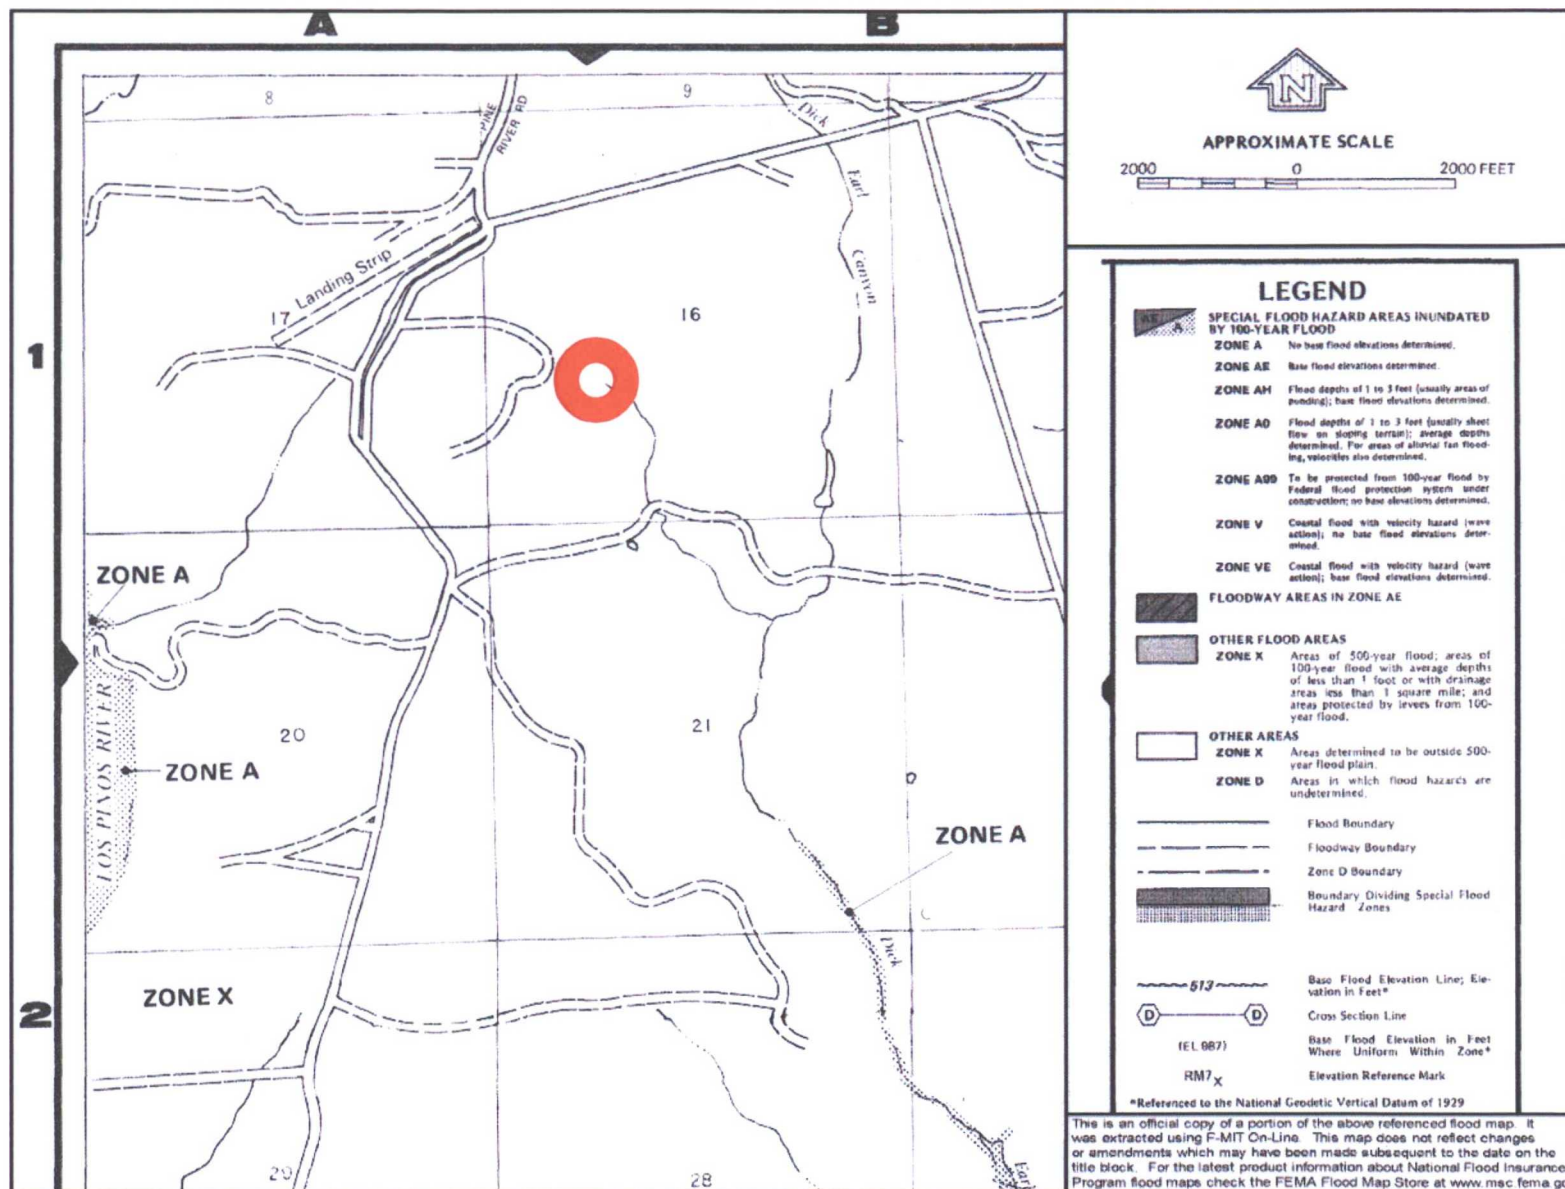 A
B
8
9
PINE
RIVER RD
Dick
Earl
Canyon
Landing Strip
17
16
1
ZONE A
LOS PINOS RIVER
20
21
ZONE A
ZONE A
Dick
ZONE X
2
29
28
Earl
N
APPROXIMATE SCALE
2000 0 2000 FEET
LEGEND
AE
A
SPECIAL FLOOD HAZARD AREAS INUNDATED
BY 100-YEAR FLOOD
ZONE A No base flood elevations determined.
ZONE AE Base flood elevations determined.
ZONE AH Flood depths of 1 to 3 feet (usually areas of
ponding); base flood elevations determined.
ZONE AO Flood depths of 1 to 3 feet (usually sheet
flow on sloping terrain); average depths
determined. For areas of alluvial fan flood-
ing, velocities also determined.
ZONE A99 To be protected from 100-year flood by
Federal flood protection system under
construction; no base elevations determined.
ZONE V Coastal flood with velocity hazard (wave
action); no base flood elevations deter-
mined.
ZONE VE Coastal flood with velocity hazard (wave
action); base flood elevations determined.
FLOODWAY AREAS IN ZONE AE
OTHER FLOOD AREAS
ZONE X Areas of 500-year flood; areas of
100-year flood with average depths
of less than 1 foot or with drainage
areas less than 1 square mile; and
areas protected by levees from 100-
year flood.
OTHER AREAS
ZONE X Areas determined to be outside 500-
year flood plain.
ZONE D Areas in which flood hazards are
undetermined.
Flood Boundary
Floodway Boundary
Zone D Boundary
Boundary Dividing Special Flood
Hazard Zones
513 Base Flood Elevation Line; Ele-
vation in Feet*
D D Cross Section Line
(EL 987) Base Flood Elevation in Feet
Where Uniform Within Zone*
RM7X Elevation Reference Mark
*Referenced to the National Geodetic Vertical Datum of 1929
This is an official copy of a portion of the above referenced flood map. It
was extracted using F-MIT On-Line. This map does not reflect changes
or amendments which may have been made subsequent to the date on the
title block. For the latest product information about National Flood Insurance
Program flood maps check the FEMA Flood Map Store at www.msc.fema.g